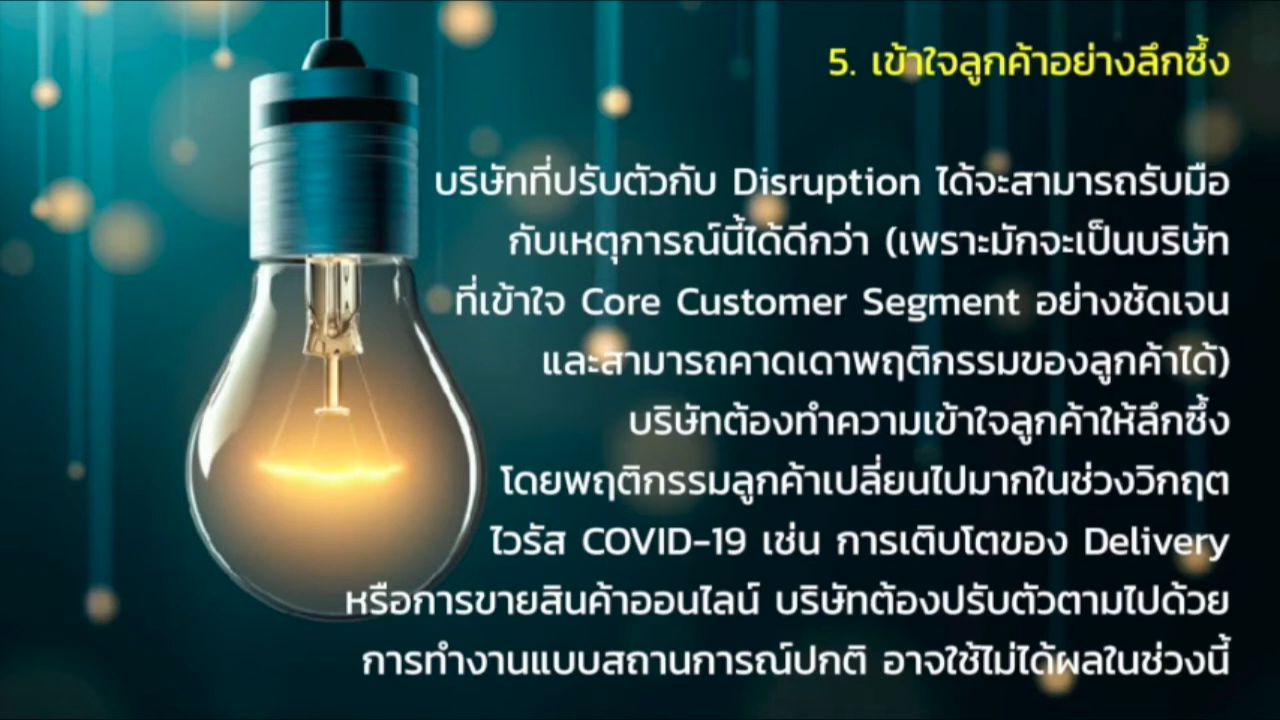 5. เข้าใจลูกค้าอย่างลึกซึ้ง
บริษัทที่ปรับตัวกับ Disruption ได้จะสามารถรับมือ
กับเหตุการณ์นี้ได้ดีกว่า (เพราะมักจะเป็นบริษัท
ที่เข้าใจ Core Customer Segment อย่างชัดเจน
และสามารถคาดเดาพฤติกรรมของลูกค้าได้)
บริษัทต้องทำความเข้าใจลูกค้าให้ลึกซึ้ง
โดยพฤติกรรมลูกค้าเปลี่ยนไปมากในช่วงวิกฤต
ไวรัส COVID-19 เช่น การเติบโตของ Delivery
หรือการขายสินค้าออนไลน์ บริษัทต้องปรับตัวตามไปด้วย
การทำงานแบบสถานการณ์ปกติ อาจใช้ไม่ได้ผลในช่วงนี้